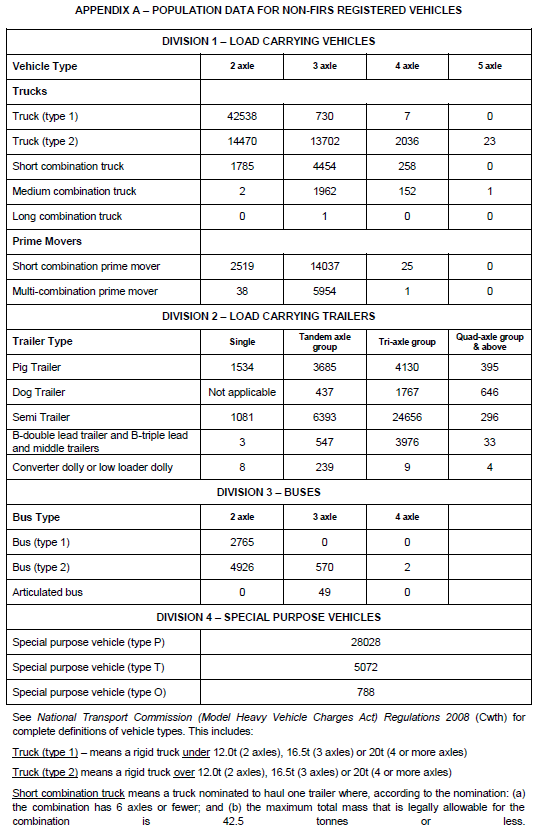 APPENDIX A – POPULATION DATA FOR NON-FIRS REGISTERED VEHICLES
DIVISION 1 – LOAD CARRYING VEHICLES
Vehicle Type 2 axle 3 axle 4 axle 5 axle
Trucks
Truck (type 1) 42538 730 7 0
Truck (type 2) 14470 13702 2036 23
Short combination truck 1785 4454 258 0
Medium combination truck 2 1962 152 1
Long combination truck 0 1 0 0
Prime Movers
Short combination prime mover 2519 14037 25 0
Multi-combination prime mover 38 5954 1 0
DIVISION 2 – LOAD CARRYING TRAILERS
Trailer Type Single Tandem axle group Tri-axle group Quad-axle group & above
Pig Trailer 1534 3685 4130 395
Dog Trailer Not applicable 437 1767 646
Semi Trailer 1081 6393 24656 296
B-double lead trailer and B-triple lead
and middle trailers 3 547 3976 33
Converter dolly or low loader dolly 8 239 9 4
DIVISION 3 – BUSES
Bus Type 2 axle 3 axle 4 axle
Bus (type 1) 2765 0 0
Bus (type 2) 4926 570 2
Articulated bus 0 49 0
DIVISION 4 – SPECIAL PURPOSE VEHICLES
Special purpose vehicle (type P) 28028
Special purpose vehicle (type T) 5072
Special purpose vehicle (type O) 788
See National Transport Commission (Model Heavy Vehicle Charges Act) Regulations 2008 (Cwth) for
complete definitions of vehicle types. This includes:
Truck (type 1) – means a rigid truck under 12.0t (2 axles), 16.5t (3 axles) or 20t (4 or more axles)
Truck (type 2) means a rigid truck over 12.0t (2 axles), 16.5t (3 axles) or 20t (4 or more axles)
Short combination truck means a truck nominated to haul one trailer where, according to the nomination: (a)
the combination has 6 axles or fewer; and (b) the maximum total mass that is legally allowable for the
combination is 42.5 tonnes or less.